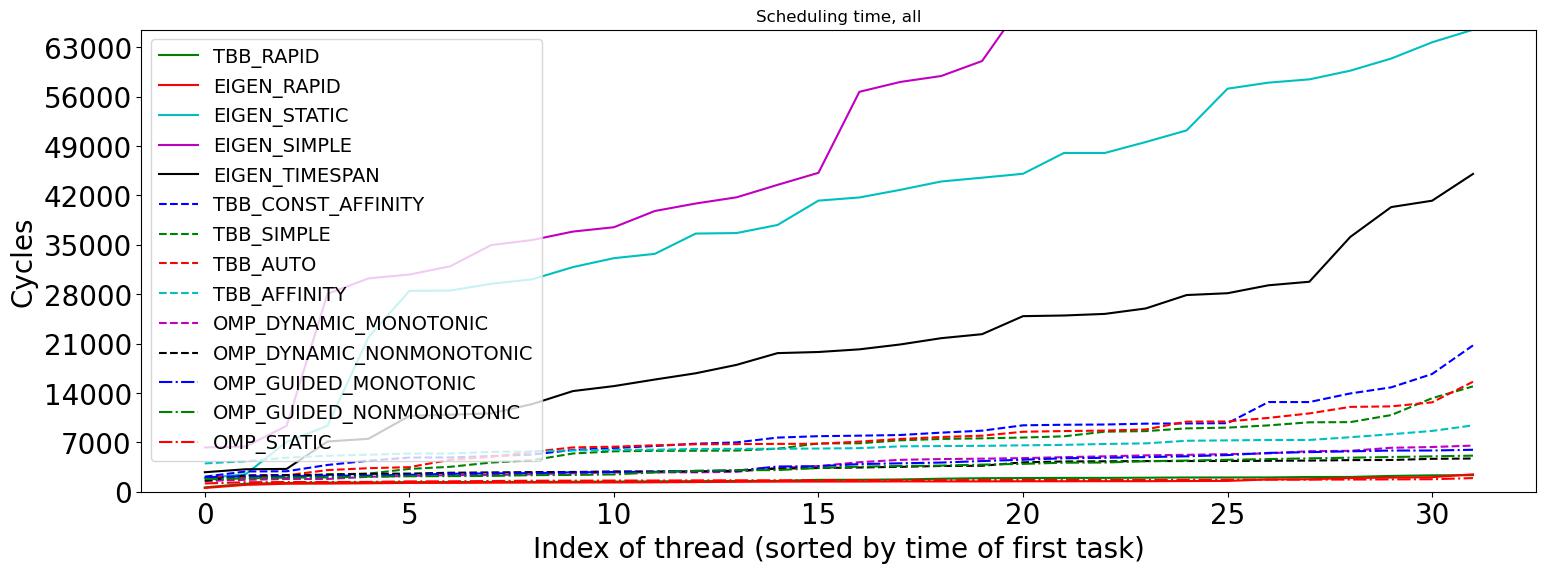 Scheduling time, all
63000
56000
49000
42000
35000
28000
21000
14000
7000
0
Cycles
TBB_RAPID
EIGEN_RAPID
EIGEN_STATIC
EIGEN_SIMPLE
EIGEN_TIMESPAN
TBB_CONST_AFFINITY
TBB_SIMPLE
TBB_AUTO
TBB_AFFINITY
OMP_DYNAMIC_MONOTONIC
OMP_DYNAMIC_NONMONOTONIC
OMP_GUIDED_MONOTONIC
OMP_GUIDED_NONMONOTONIC
OMP_STATIC
0 5 10 15 20 25 30
Index of thread (sorted by time of first task)